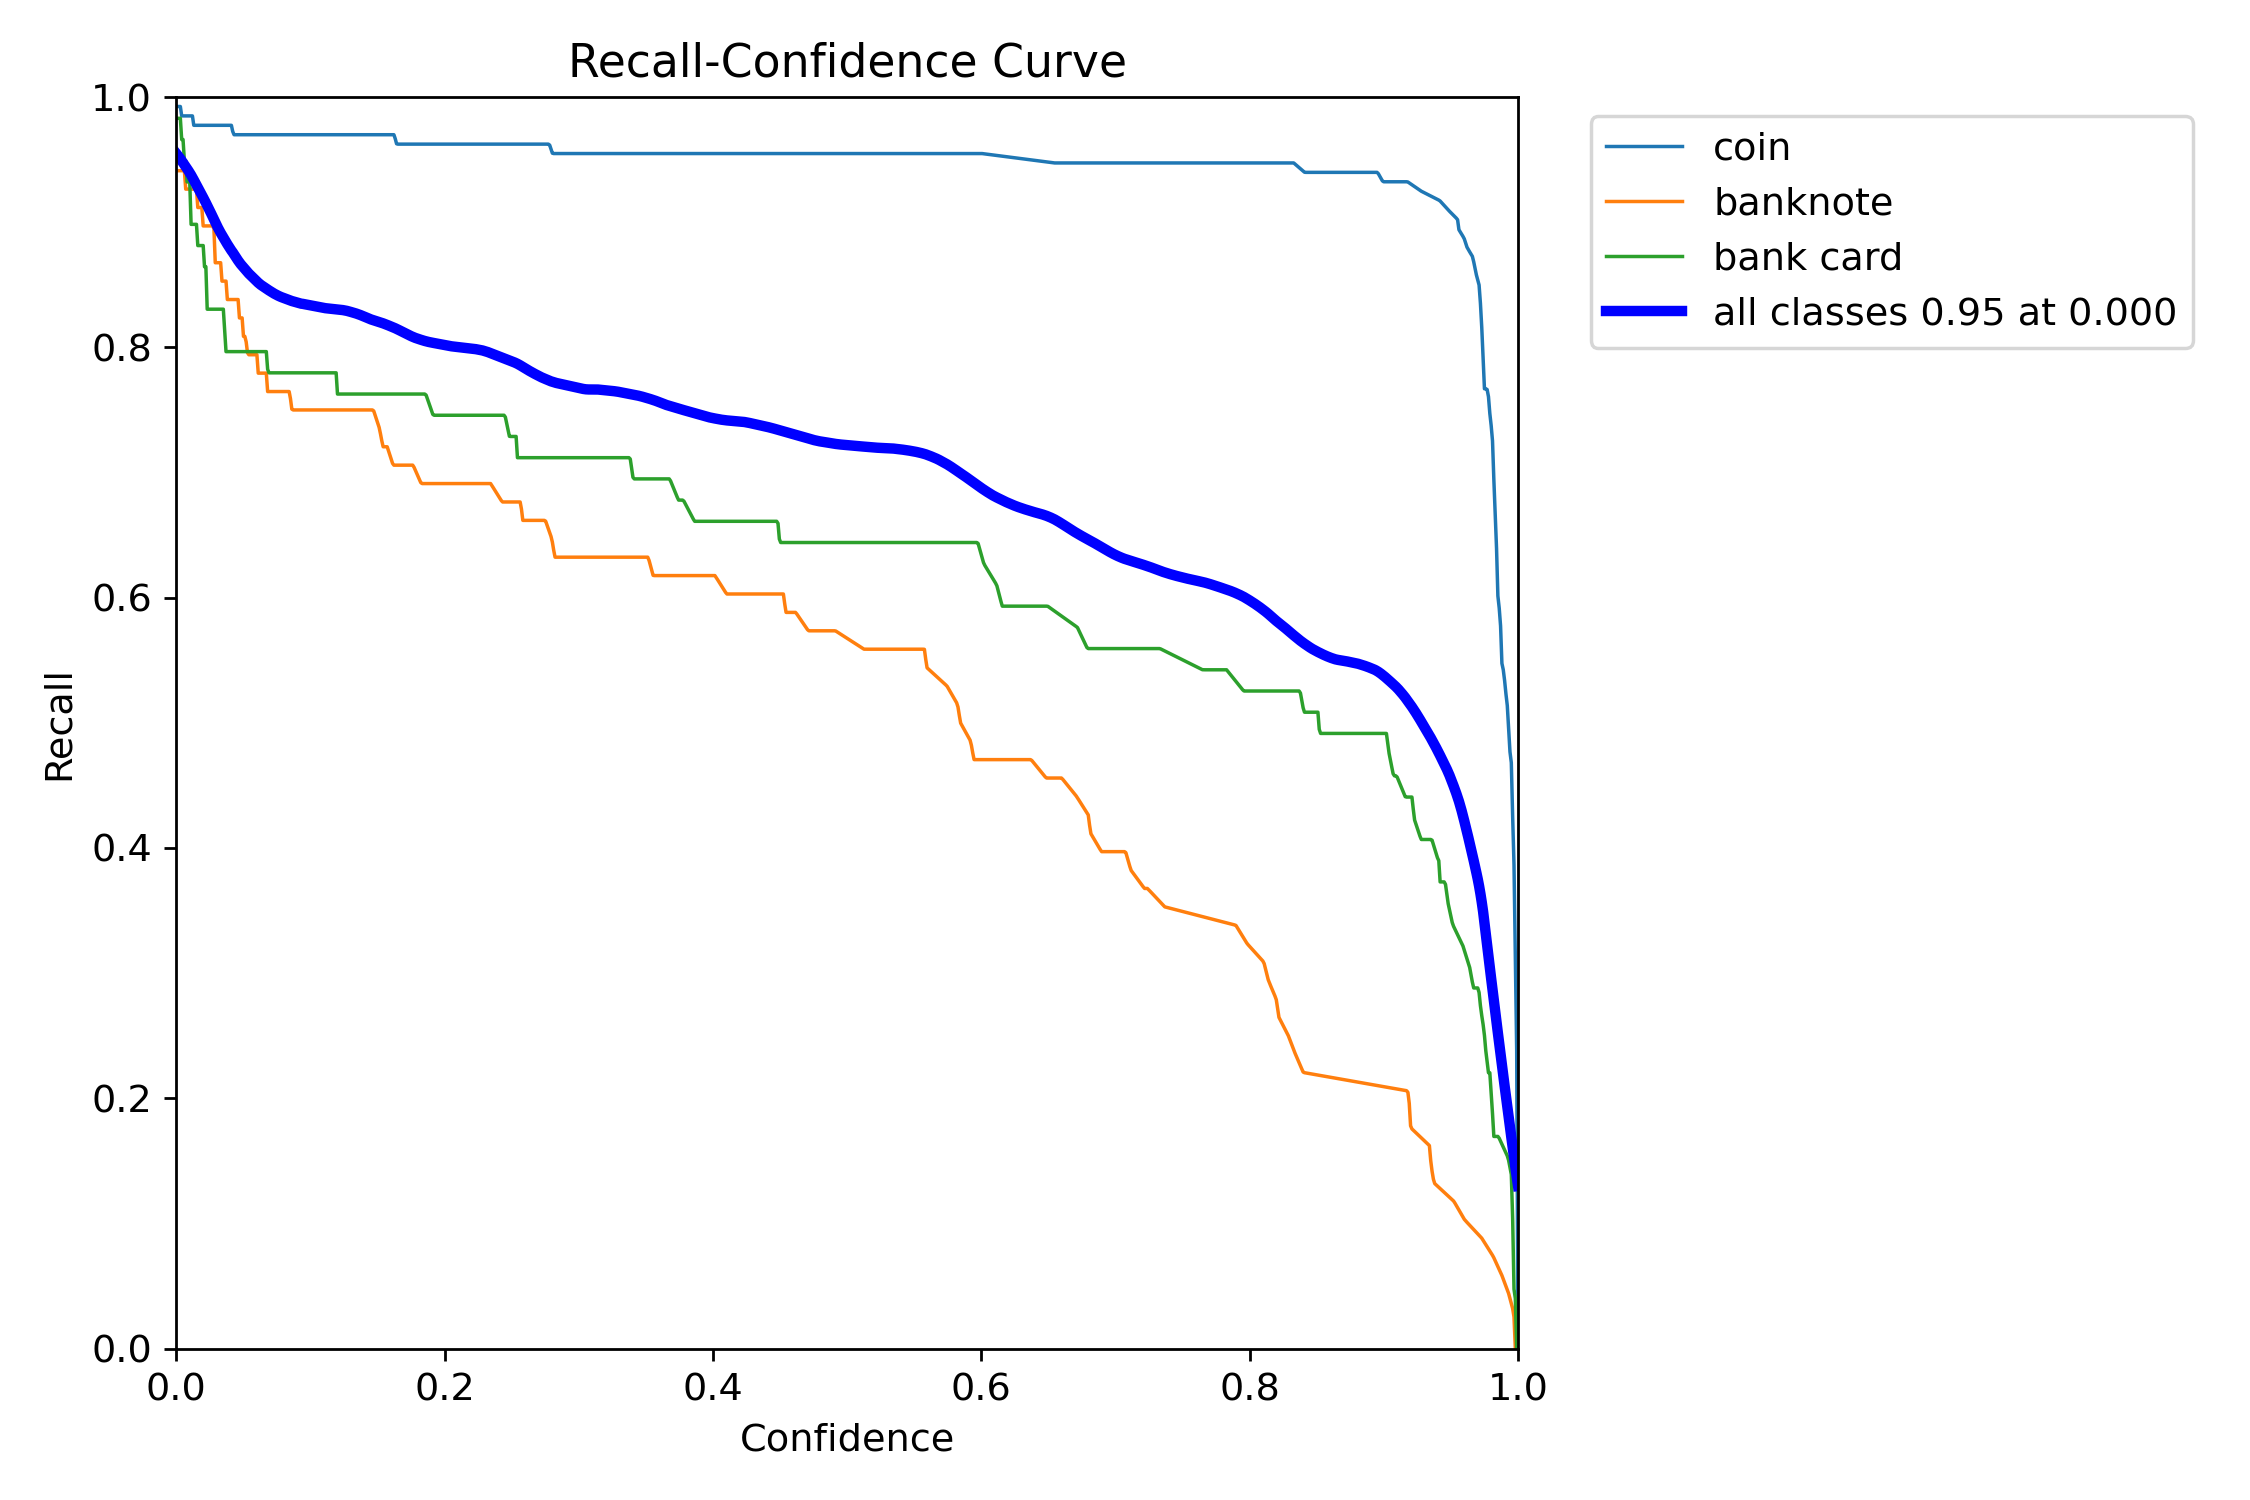 Recall-Confidence Curve
1.0
0.8
0.6
0.4
0.2
0.0
Recall
0.0 0.2 0.4 0.6 0.8 1.0
Confidence
coin
banknote
bank card
all classes 0.95 at 0.000